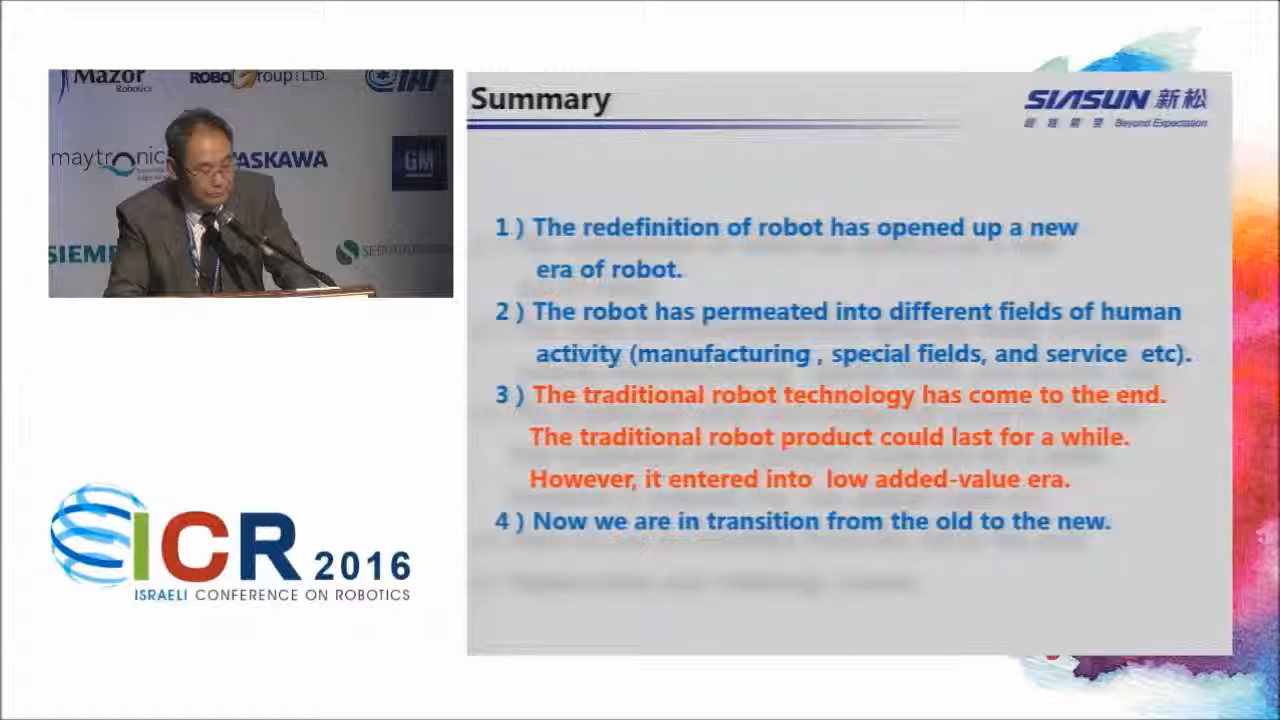 Mazor
Robotics
ROBOGroup LTD.
IAI
maytronic
YASKAWA
GM
SIEM
Summary
SIASUN 新松
Beyond Expectation
1）The redefinition of robot has opened up a new
era of robot.
2）The robot has permeated into different fields of human
activity (manufacturing , special fields, and service etc).
3）The traditional robot technology has come to the end.
The traditional robot product could last for a while.
However, it entered into low added-value era.
4）Now we are in transition from the old to the new.
ICR 2016
ISRAELI CONFERENCE ON ROBOTICS